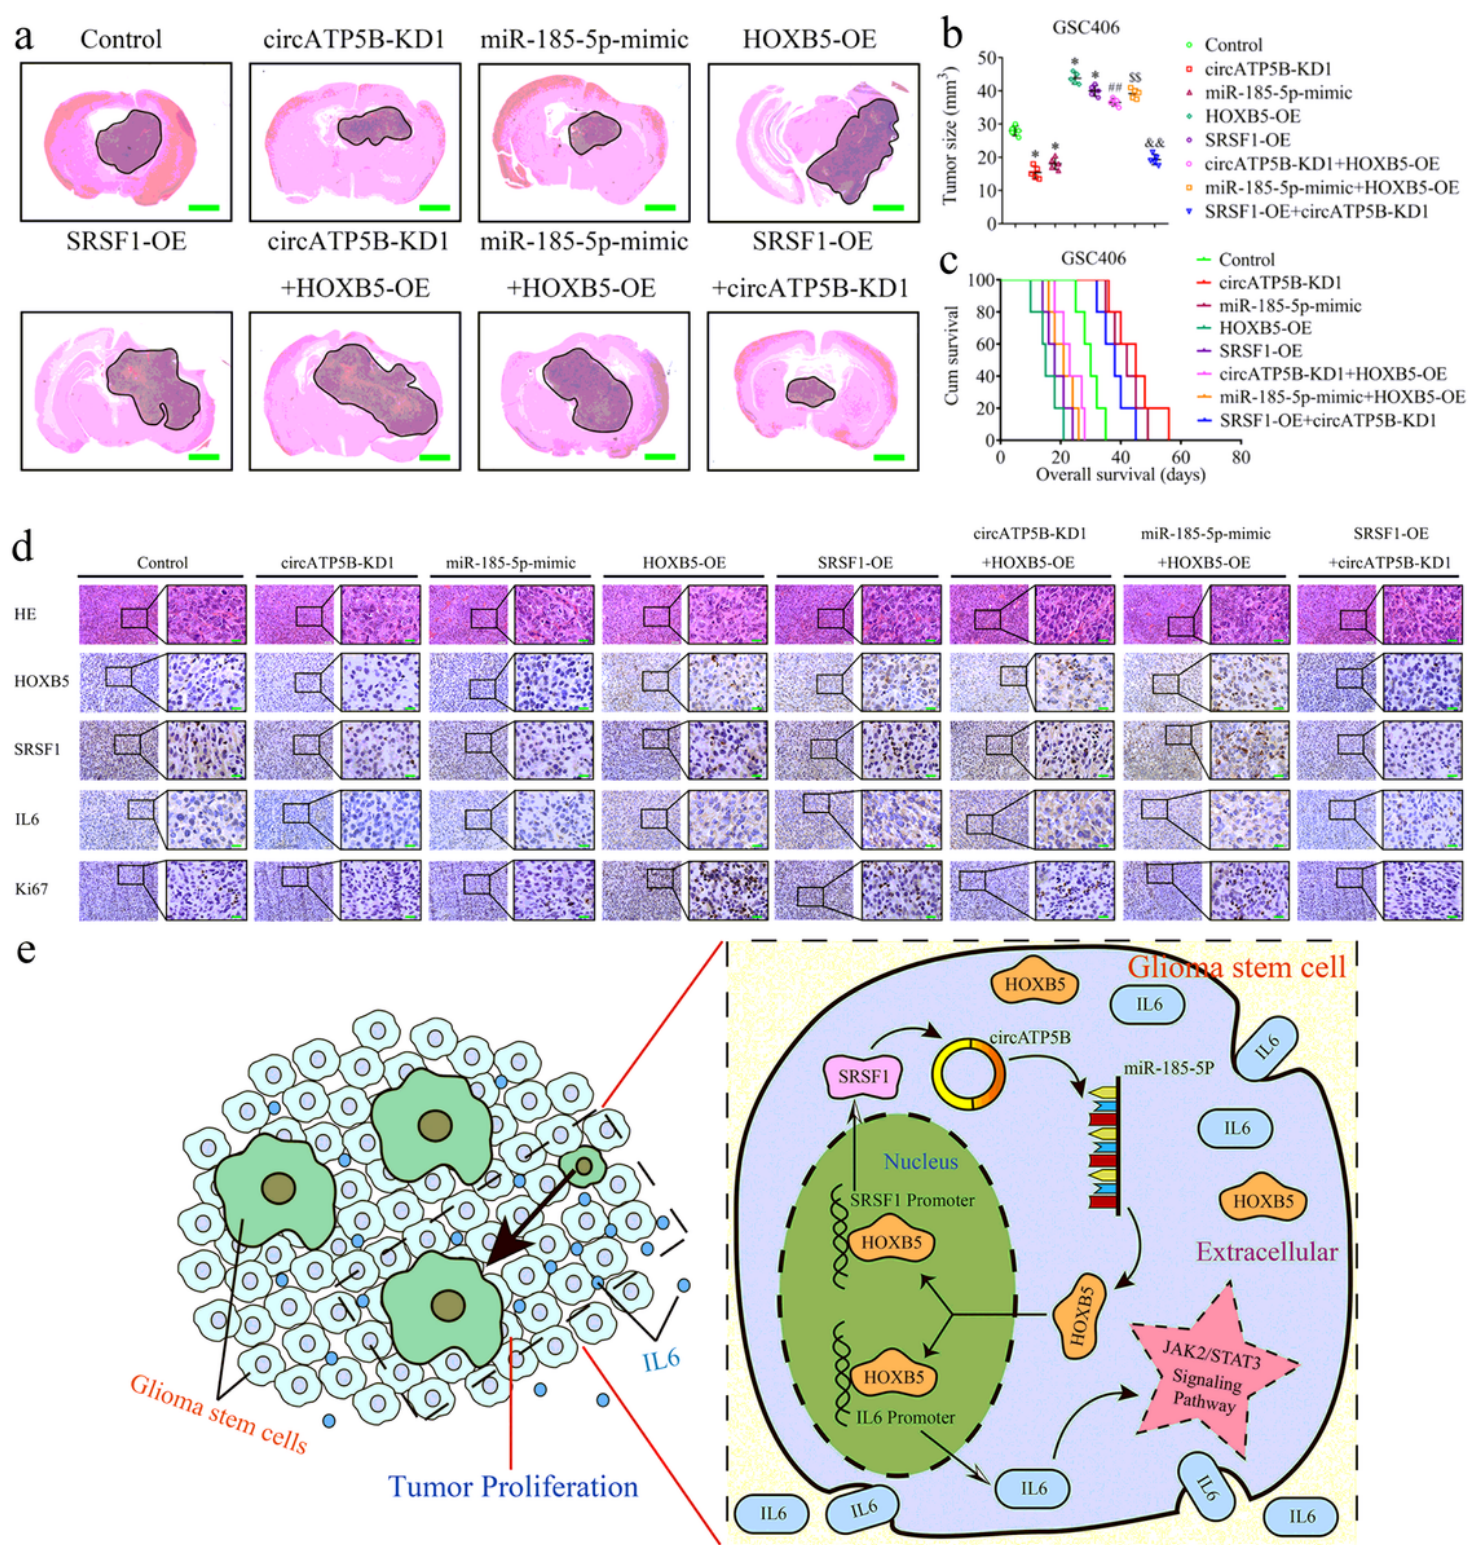 a
Control
circATP5B-KD1
miR-185-5p-mimic
HOXB5-OE
SRSF1-OE
circATP5B-KD1
+HOXB5-OE
miR-185-5p-mimic
+HOXB5-OE
SRSF1-OE
+circATP5B-KD1
b
GSC406
Tumor size (mm³)
50
40
30
20
10
0
*
*
*
*
##
$$
&&
Control
circATP5B-KD1
miR-185-5p-mimic
HOXB5-OE
SRSF1-OE
circATP5B-KD1+HOXB5-OE
miR-185-5p-mimic+HOXB5-OE
SRSF1-OE+circATP5B-KD1
c
GSC406
Cum survival
100
80
60
40
20
0
0 20 40 60 80
Overall survival (days)
Control
circATP5B-KD1
miR-185-5p-mimic
HOXB5-OE
SRSF1-OE
circATP5B-KD1+HOXB5-OE
miR-185-5p-mimic+HOXB5-OE
SRSF1-OE+circATP5B-KD1
d
Control
circATP5B-KD1
miR-185-5p-mimic
HOXB5-OE
SRSF1-OE
circATP5B-KD1
+HOXB5-OE
miR-185-5p-mimic
+HOXB5-OE
SRSF1-OE
+circATP5B-KD1
HE
HOXB5
SRSF1
IL6
Ki67
e
Glioma stem cells
Tumor Proliferation
IL6
Glioma stem cell
HOXB5
IL6
IL6
circATP5B
SRSF1
miR-185-5P
IL6
Nucleus
SRSF1 Promoter
HOXB5
HOXB5
Extracellular
HOXB5
JAK2/STAT3
Signaling
Pathway
HOXB5
IL6 Promoter
IL6
IL6
IL6
IL6
IL6